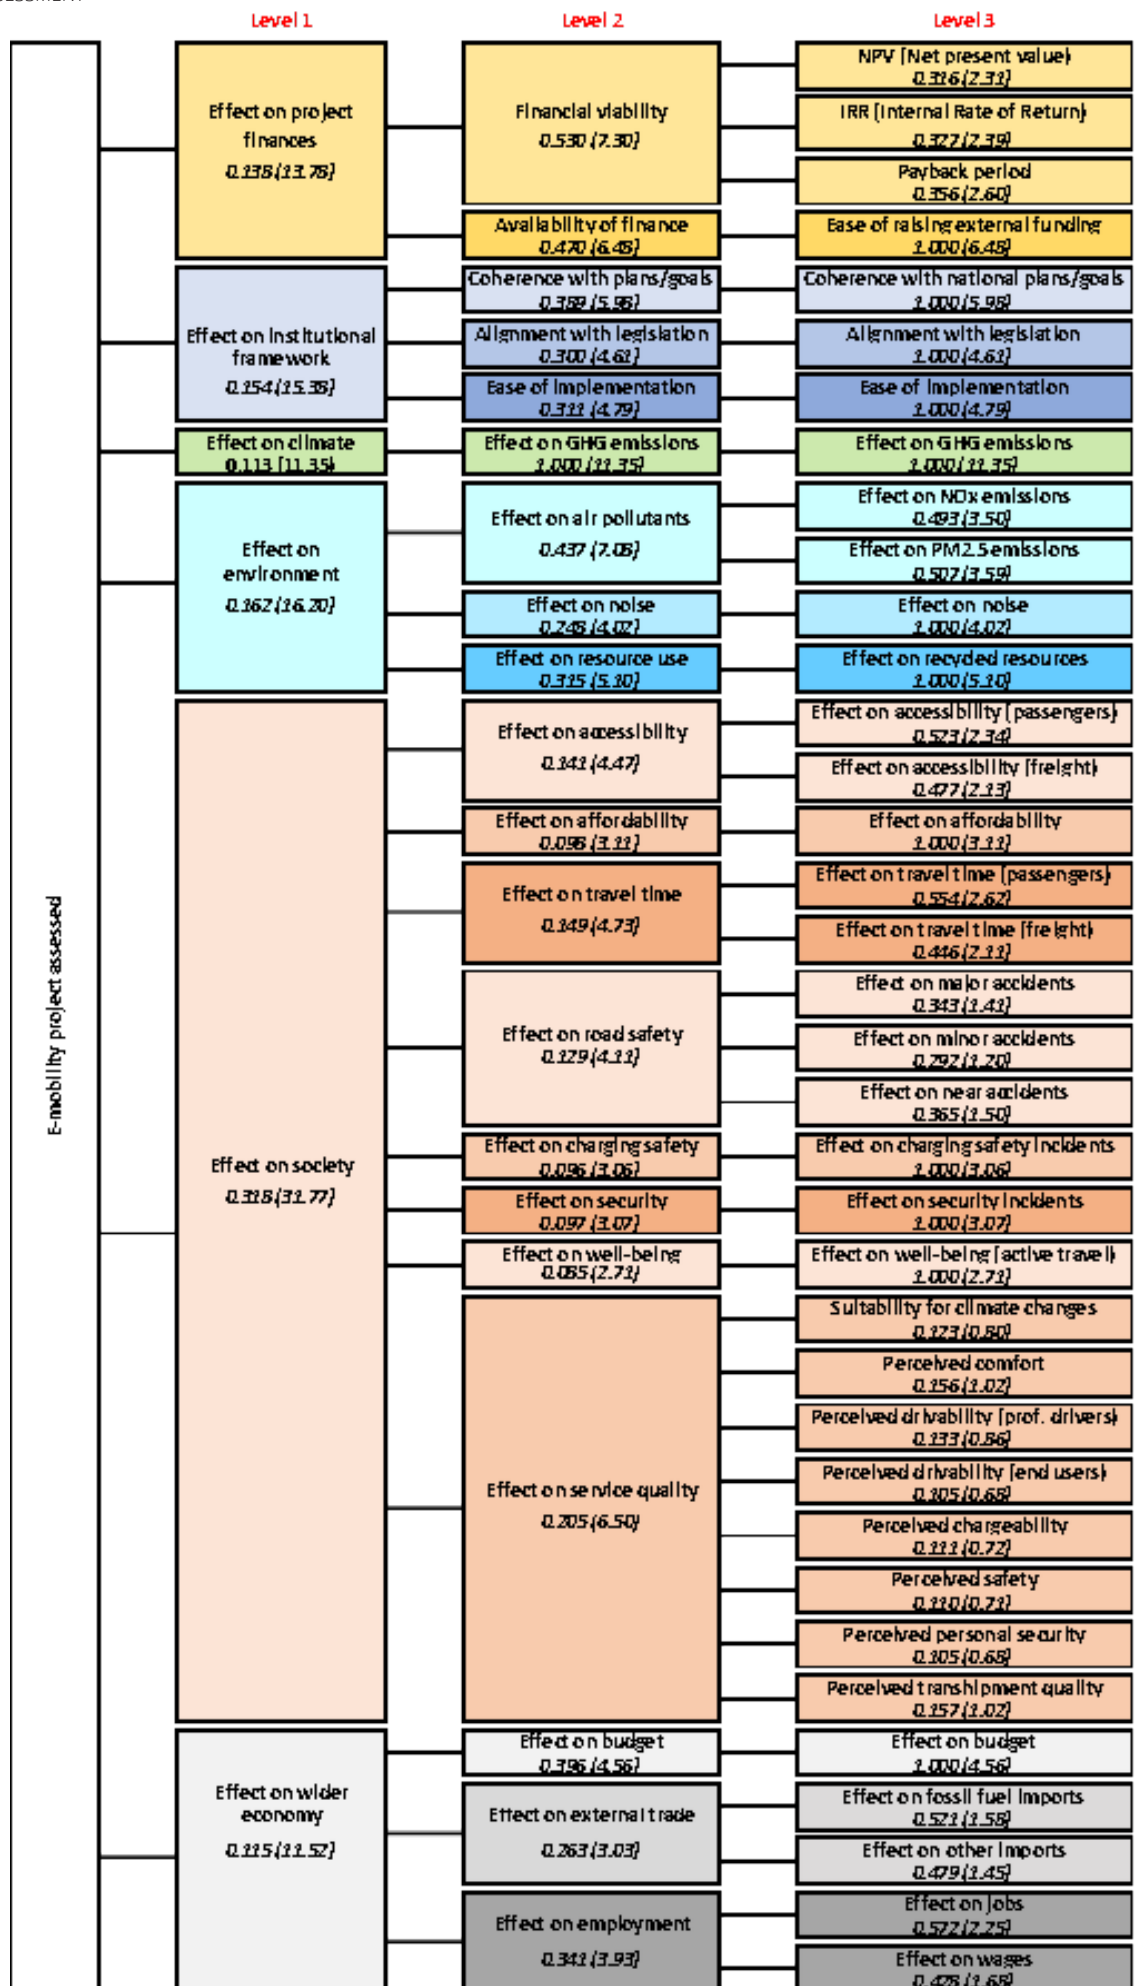 Level 1
Level 2
Level 3
E-mobility project assessed
Effect on project
finances
0.138 (13.78)
Financial viability
0.530 (7.30)
NPV (Net present value)
0.316 (2.31)
IRR (Internal Rate of Return)
0.327 (2.39)
Payback period
0.356 (2.60)
Availability of finance
0.470 (6.48)
Ease of raising external funding
1.000 (6.48)
Effect on institutional
framework
0.154 (15.38)
Coherence with plans/goals
0.389 (5.98)
Coherence with national plans/goals
1.000 (5.98)
Alignment with legislation
0.300 (4.61)
Alignment with legislation
1.000 (4.61)
Ease of implementation
0.311 (4.79)
Ease of implementation
1.000 (4.79)
Effect on climate
0.113 (11.35)
Effect on GHG emissions
1.000 (11.35)
Effect on GHG emissions
1.000 (11.35)
Effect on
environment
0.162 (16.20)
Effect on air pollutants
0.437 (7.08)
Effect on NOx emissions
0.493 (3.50)
Effect on PM2.5 emissions
0.507 (3.59)
Effect on noise
0.248 (4.02)
Effect on noise
1.000 (4.02)
Effect on resource use
0.315 (5.10)
Effect on recycled resources
1.000 (5.10)
Effect on society
0.318 (31.77)
Effect on accessibility
0.141 (4.47)
Effect on accessibility (passengers)
0.523 (2.34)
Effect on accessibility (freight)
0.477 (2.13)
Effect on affordability
0.098 (3.11)
Effect on affordability
1.000 (3.11)
Effect on travel time
0.149 (4.73)
Effect on travel time (passengers)
0.554 (2.62)
Effect on travel time (freight)
0.446 (2.11)
Effect on road safety
0.129 (4.11)
Effect on major accidents
0.343 (1.41)
Effect on minor accidents
0.292 (1.20)
Effect on near accidents
0.365 (1.50)
Effect on charging safety
0.096 (3.06)
Effect on charging safety incidents
1.000 (3.06)
Effect on security
0.097 (3.07)
Effect on security incidents
1.000 (3.07)
Effect on well-being
0.085 (2.71)
Effect on well-being (active travel)
1.000 (2.71)
Effect on service quality
0.205 (6.50)
Suitability for climate changes
0.123 (0.80)
Perceived comfort
0.156 (1.02)
Perceived drivability (prof. drivers)
0.133 (0.86)
Perceived drivability (end users)
0.105 (0.68)
Perceived chargeability
0.111 (0.72)
Perceived safety
0.110 (0.71)
Perceived personal security
0.105 (0.68)
Perceived transhipment quality
0.157 (1.02)
Effect on wider
economy
0.115 (11.52)
Effect on budget
0.396 (4.56)
Effect on budget
1.000 (4.56)
Effect on external trade
0.263 (3.03)
Effect on fossil fuel imports
0.521 (1.58)
Effect on other imports
0.479 (1.45)
Effect on employment
0.341 (3.93)
Effect on jobs
0.572 (2.25)
Effect on wages
0.428 (1.68)